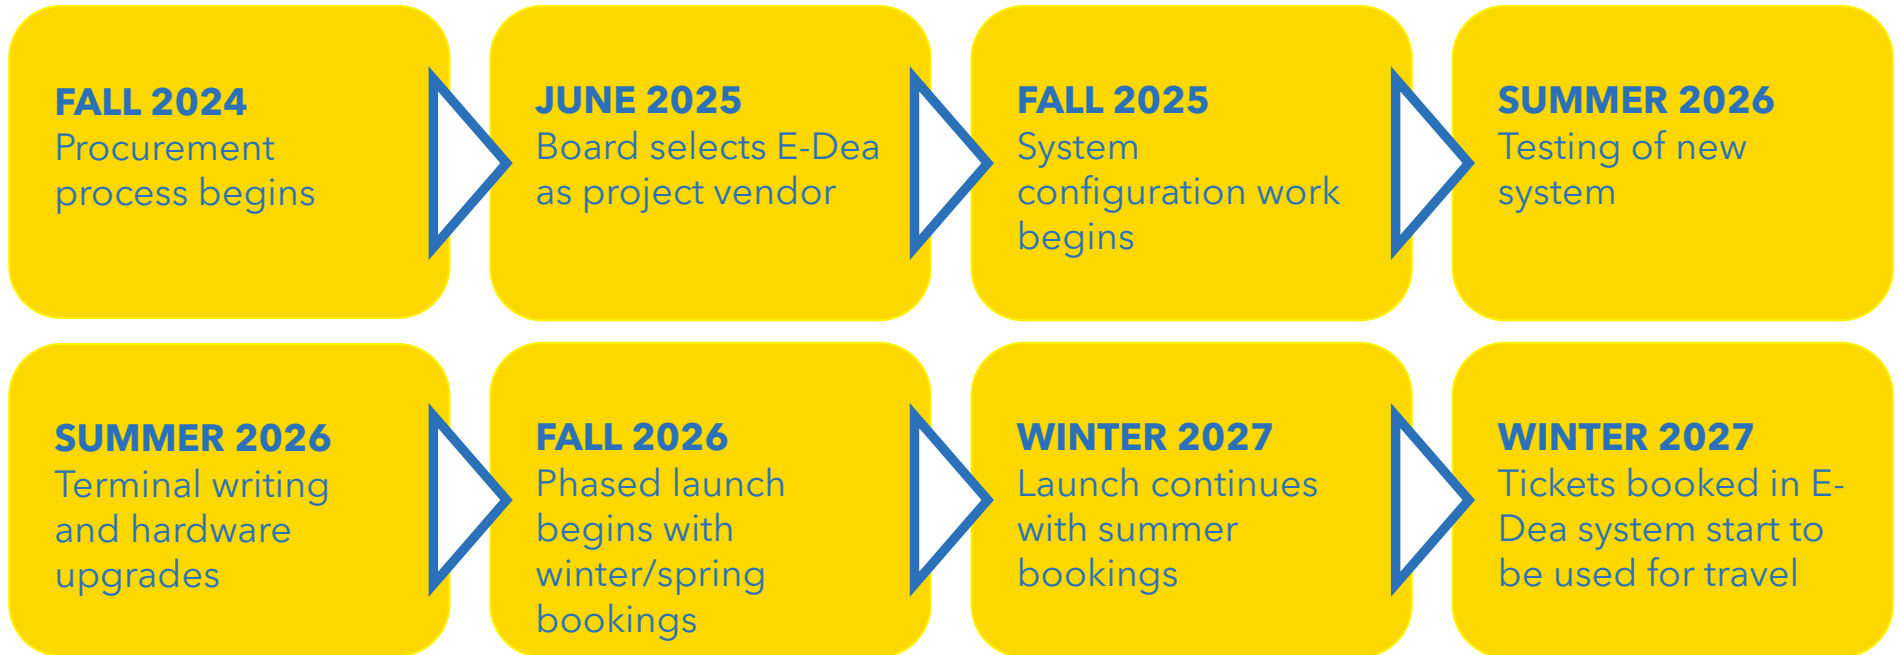 FALL 2024
Procurement
process begins
JUNE 2025
Board selects E-Dea
as project vendor
FALL 2025
System
configuration work
begins
SUMMER 2026
Testing of new
system
SUMMER 2026
Terminal writing
and hardware
upgrades
FALL 2026
Phased launch
begins with
winter/spring
bookings
WINTER 2027
Launch continues
with summer
bookings
WINTER 2027
Tickets booked in E-
Dea system start to
be used for travel